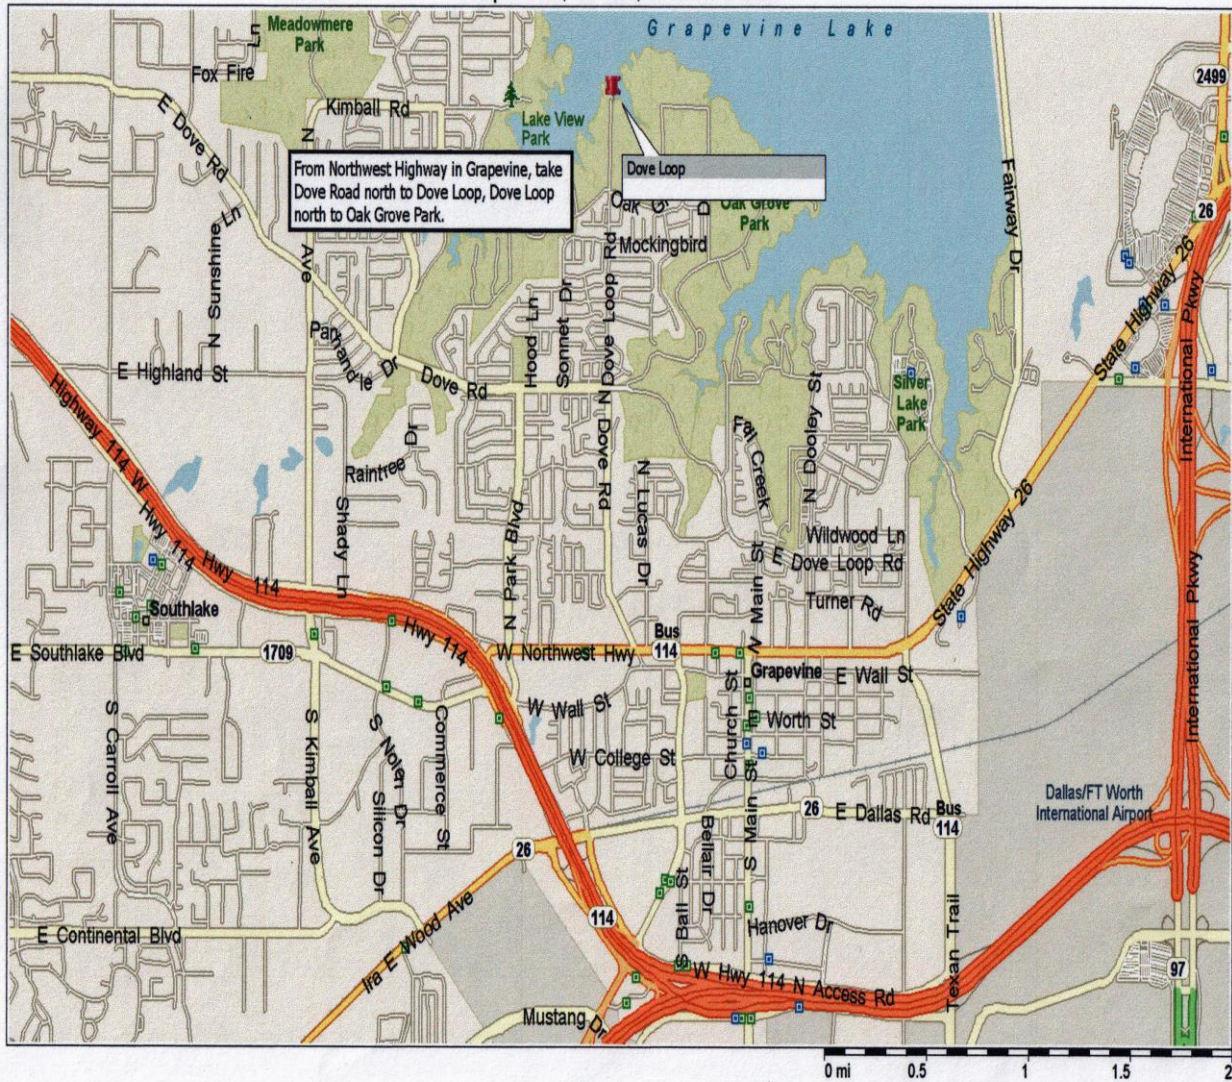 Grapevine Lake
Meadowmere
Park
Fox Fire
Ln
Kimball Rd
N
Lake View
Park
2499
E Dove Rd
From Northwest Highway in Grapevine, take
Dove Road north to Dove Loop, Dove Loop
north to Oak Grove Park.
Dove Loop
Oak G
D
Oak Grove
Park
Mockingbird
Fairway Dr
26
State Highway 26
International Pkwy
N Sunshine Ln
Ave
Hood Ln
Sonnet Dr
N Dove Loop Rd
Panhandle Dr
E Highland St
Dove Rd
N Dooley St
Silver
Lake
Park
Highway 114 W
Hwy 114
Hwy 114
Raintree Dr
Shady Ln
N Park Blvd
N Dove Rd
N Lucas Dr
Fall Creek
N Main St
Wildwood Ln
E Dove Loop Rd
Turner Rd
State Highway 26
International Pkwy
Southlake
E Southlake Blvd
1709
Hwy 114
W Northwest Hwy
Bus
114
Grapevine
E Wall St
W Wall St
Church St
E Worth St
W College St
S Carroll Ave
S Kimball Ave
S Nolen Dr
Silicon Dr
Commerce St
S Main St
Dallas/FT Worth
International Airport
26
E Dallas Rd
Bus
114
26
Bellair Dr
S Ball St
114
Hanover Dr
Texan Trail
E Continental Blvd
Ira E Wood Ave
W Hwy 114 N Access Rd
97
Mustang Dr
0 mi 0.5 1 1.5 2